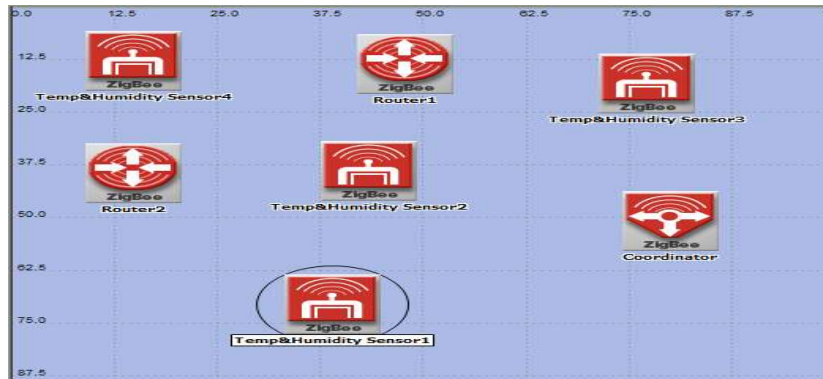 0.0 12.5 25.0 37.5 50.0 62.5 75.0 87.5
12.5
ZigBee
Temp&Humidity Sensor4
ZigBee
Router1
ZigBee
Temp&Humidity Sensor3
25.0
37.5
ZigBee
Router2
ZigBee
Temp&Humidity Sensor2
50.0
ZigBee
Coordinator
62.5
75.0
ZigBee
Temp&Humidity Sensor1
87.5